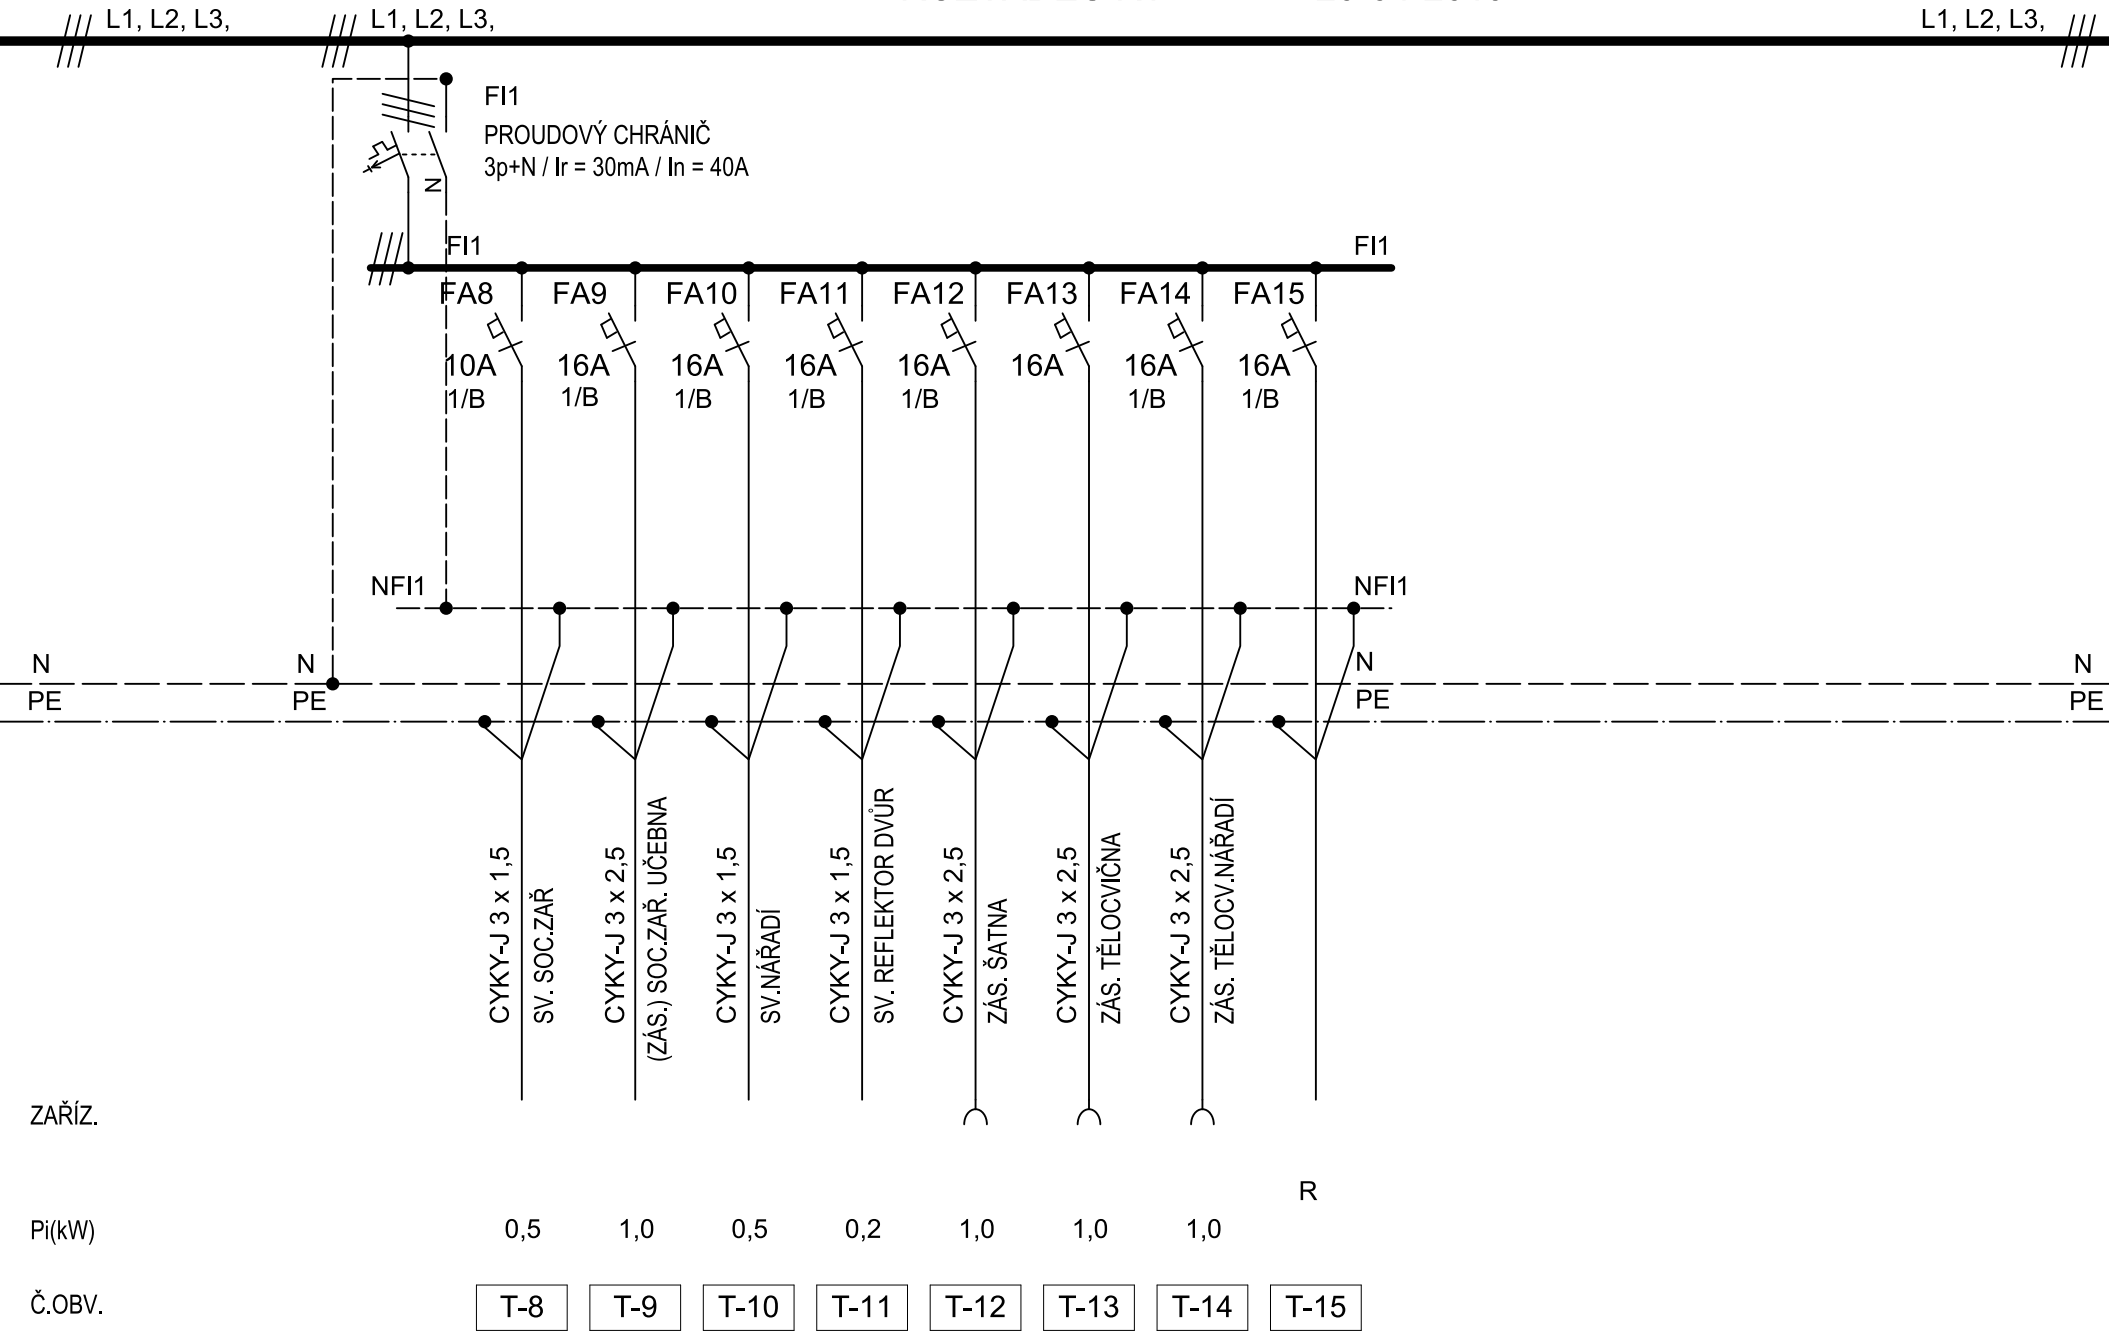 L1, L2, L3,
L1, L2, L3,
L1, L2, L3,
FI1
PROUDOVÝ CHRÁNIČ
3p+N / Ir = 30mA / In = 40A
N
FI1
FI1
FA8
FA9
FA10
FA11
FA12
FA13
FA14
FA15
10A
16A
16A
16A
16A
16A
16A
16A
1/B
1/B
1/B
1/B
1/B
1/B
1/B
NFI1
NFI1
N
N
N
N
PE
PE
PE
PE
CYKY-J 3 x 1,5
SV. SOC.ZAŘ
CYKY-J 3 x 2,5
(ZÁS.) SOC.ZAŘ. UČEBNA
CYKY-J 3 x 1,5
SV.NÁŘADÍ
CYKY-J 3 x 1,5
SV. REFLEKTOR DVŮR
CYKY-J 3 x 2,5
ZÁS. ŠATNA
CYKY-J 3 x 2,5
ZÁS. TĚLOCVIČNA
CYKY-J 3 x 2,5
ZÁS. TĚLOCV.NÁŘADÍ
ZAŘÍZ.
R
Pi(kW)
0,5
1,0
0,5
0,2
1,0
1,0
1,0
Č.OBV.
T-8
T-9
T-10
T-11
T-12
T-13
T-14
T-15